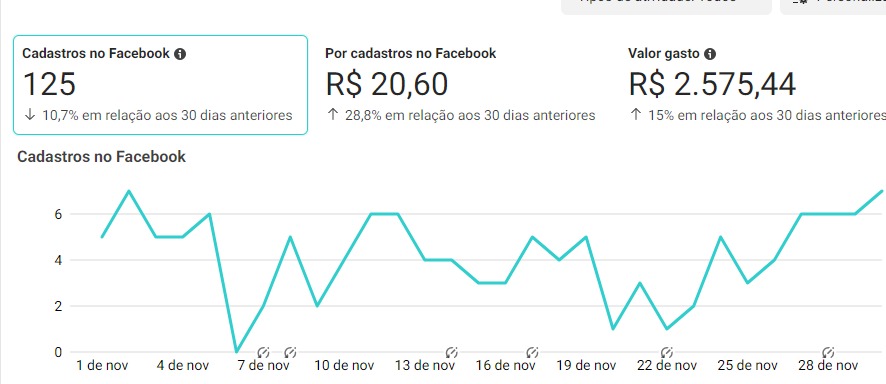 Cadastros no Facebook
125
↓ 10,7% em relação aos 30 dias anteriores
Por cadastros no Facebook
R$ 20,60
↑ 28,8% em relação aos 30 dias anteriores
Valor gasto
R$ 2.575,44
↑ 15% em relação aos 30 dias anteriores
Cadastros no Facebook
6
4
2
0
1 de nov 4 de nov 7 de nov 10 de nov 13 de nov 16 de nov 19 de nov 22 de nov 25 de nov 28 de nov